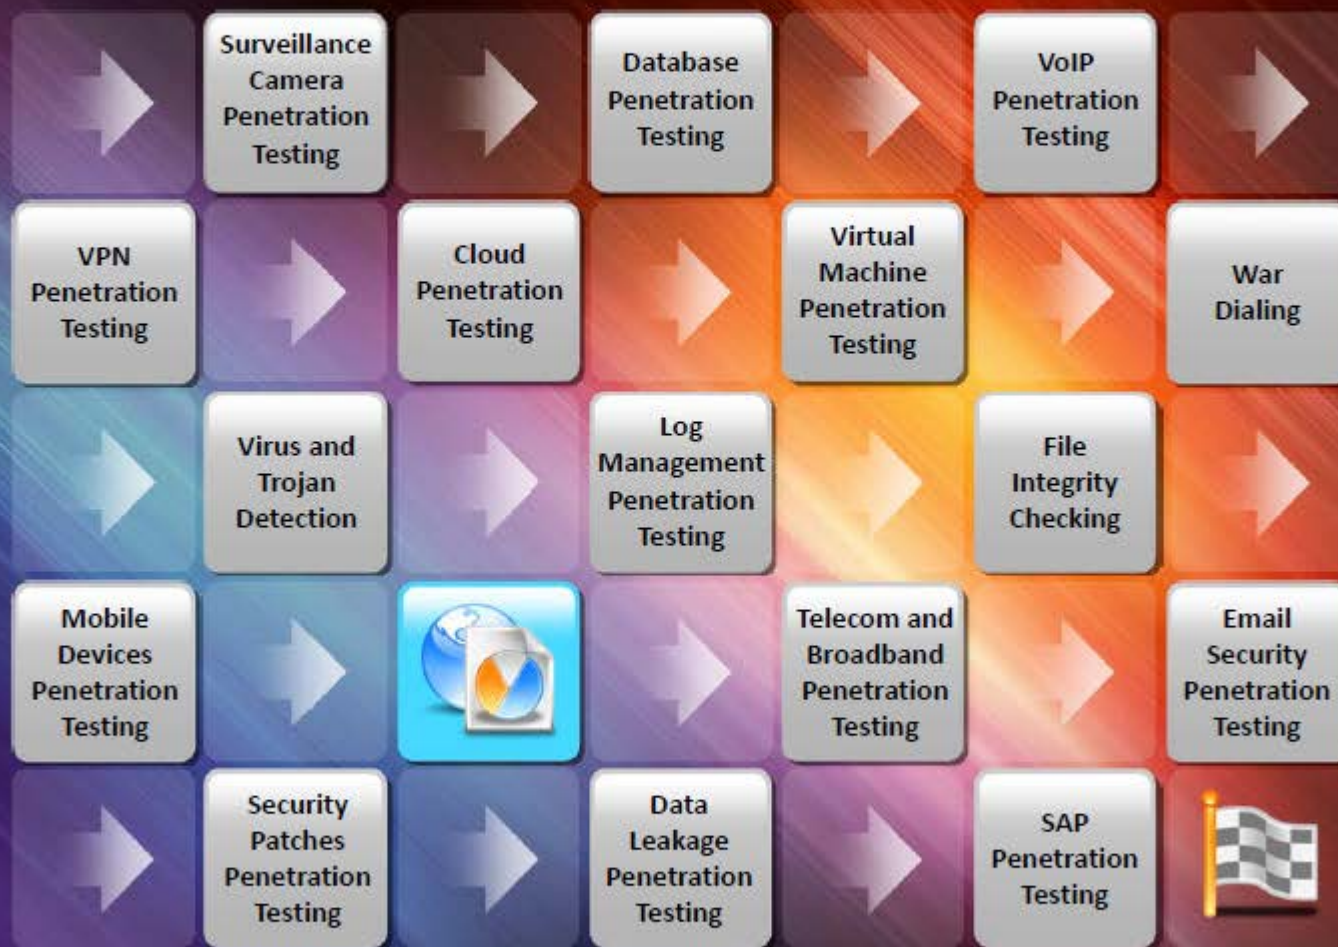 Surveillance
Camera
Penetration
Testing
Database
Penetration
Testing
VoIP
Penetration
Testing
VPN
Penetration
Testing
Cloud
Penetration
Testing
Virtual
Machine
Penetration
Testing
War
Dialing
Virus and
Trojan
Detection
Log
Management
Penetration
Testing
File
Integrity
Checking
Mobile
Devices
Penetration
Testing
Telecom and
Broadband
Penetration
Testing
Email
Security
Penetration
Testing
Security
Patches
Penetration
Testing
Data
Leakage
Penetration
Testing
SAP
Penetration
Testing